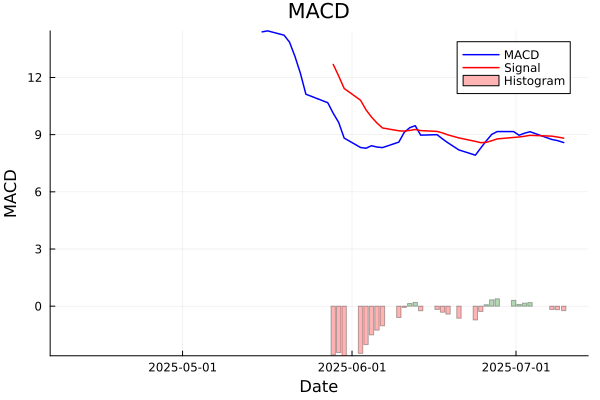 MACD
MACD
Signal
Histogram
12
9
6
3
0
MACD
2025-05-01
2025-06-01
2025-07-01
Date